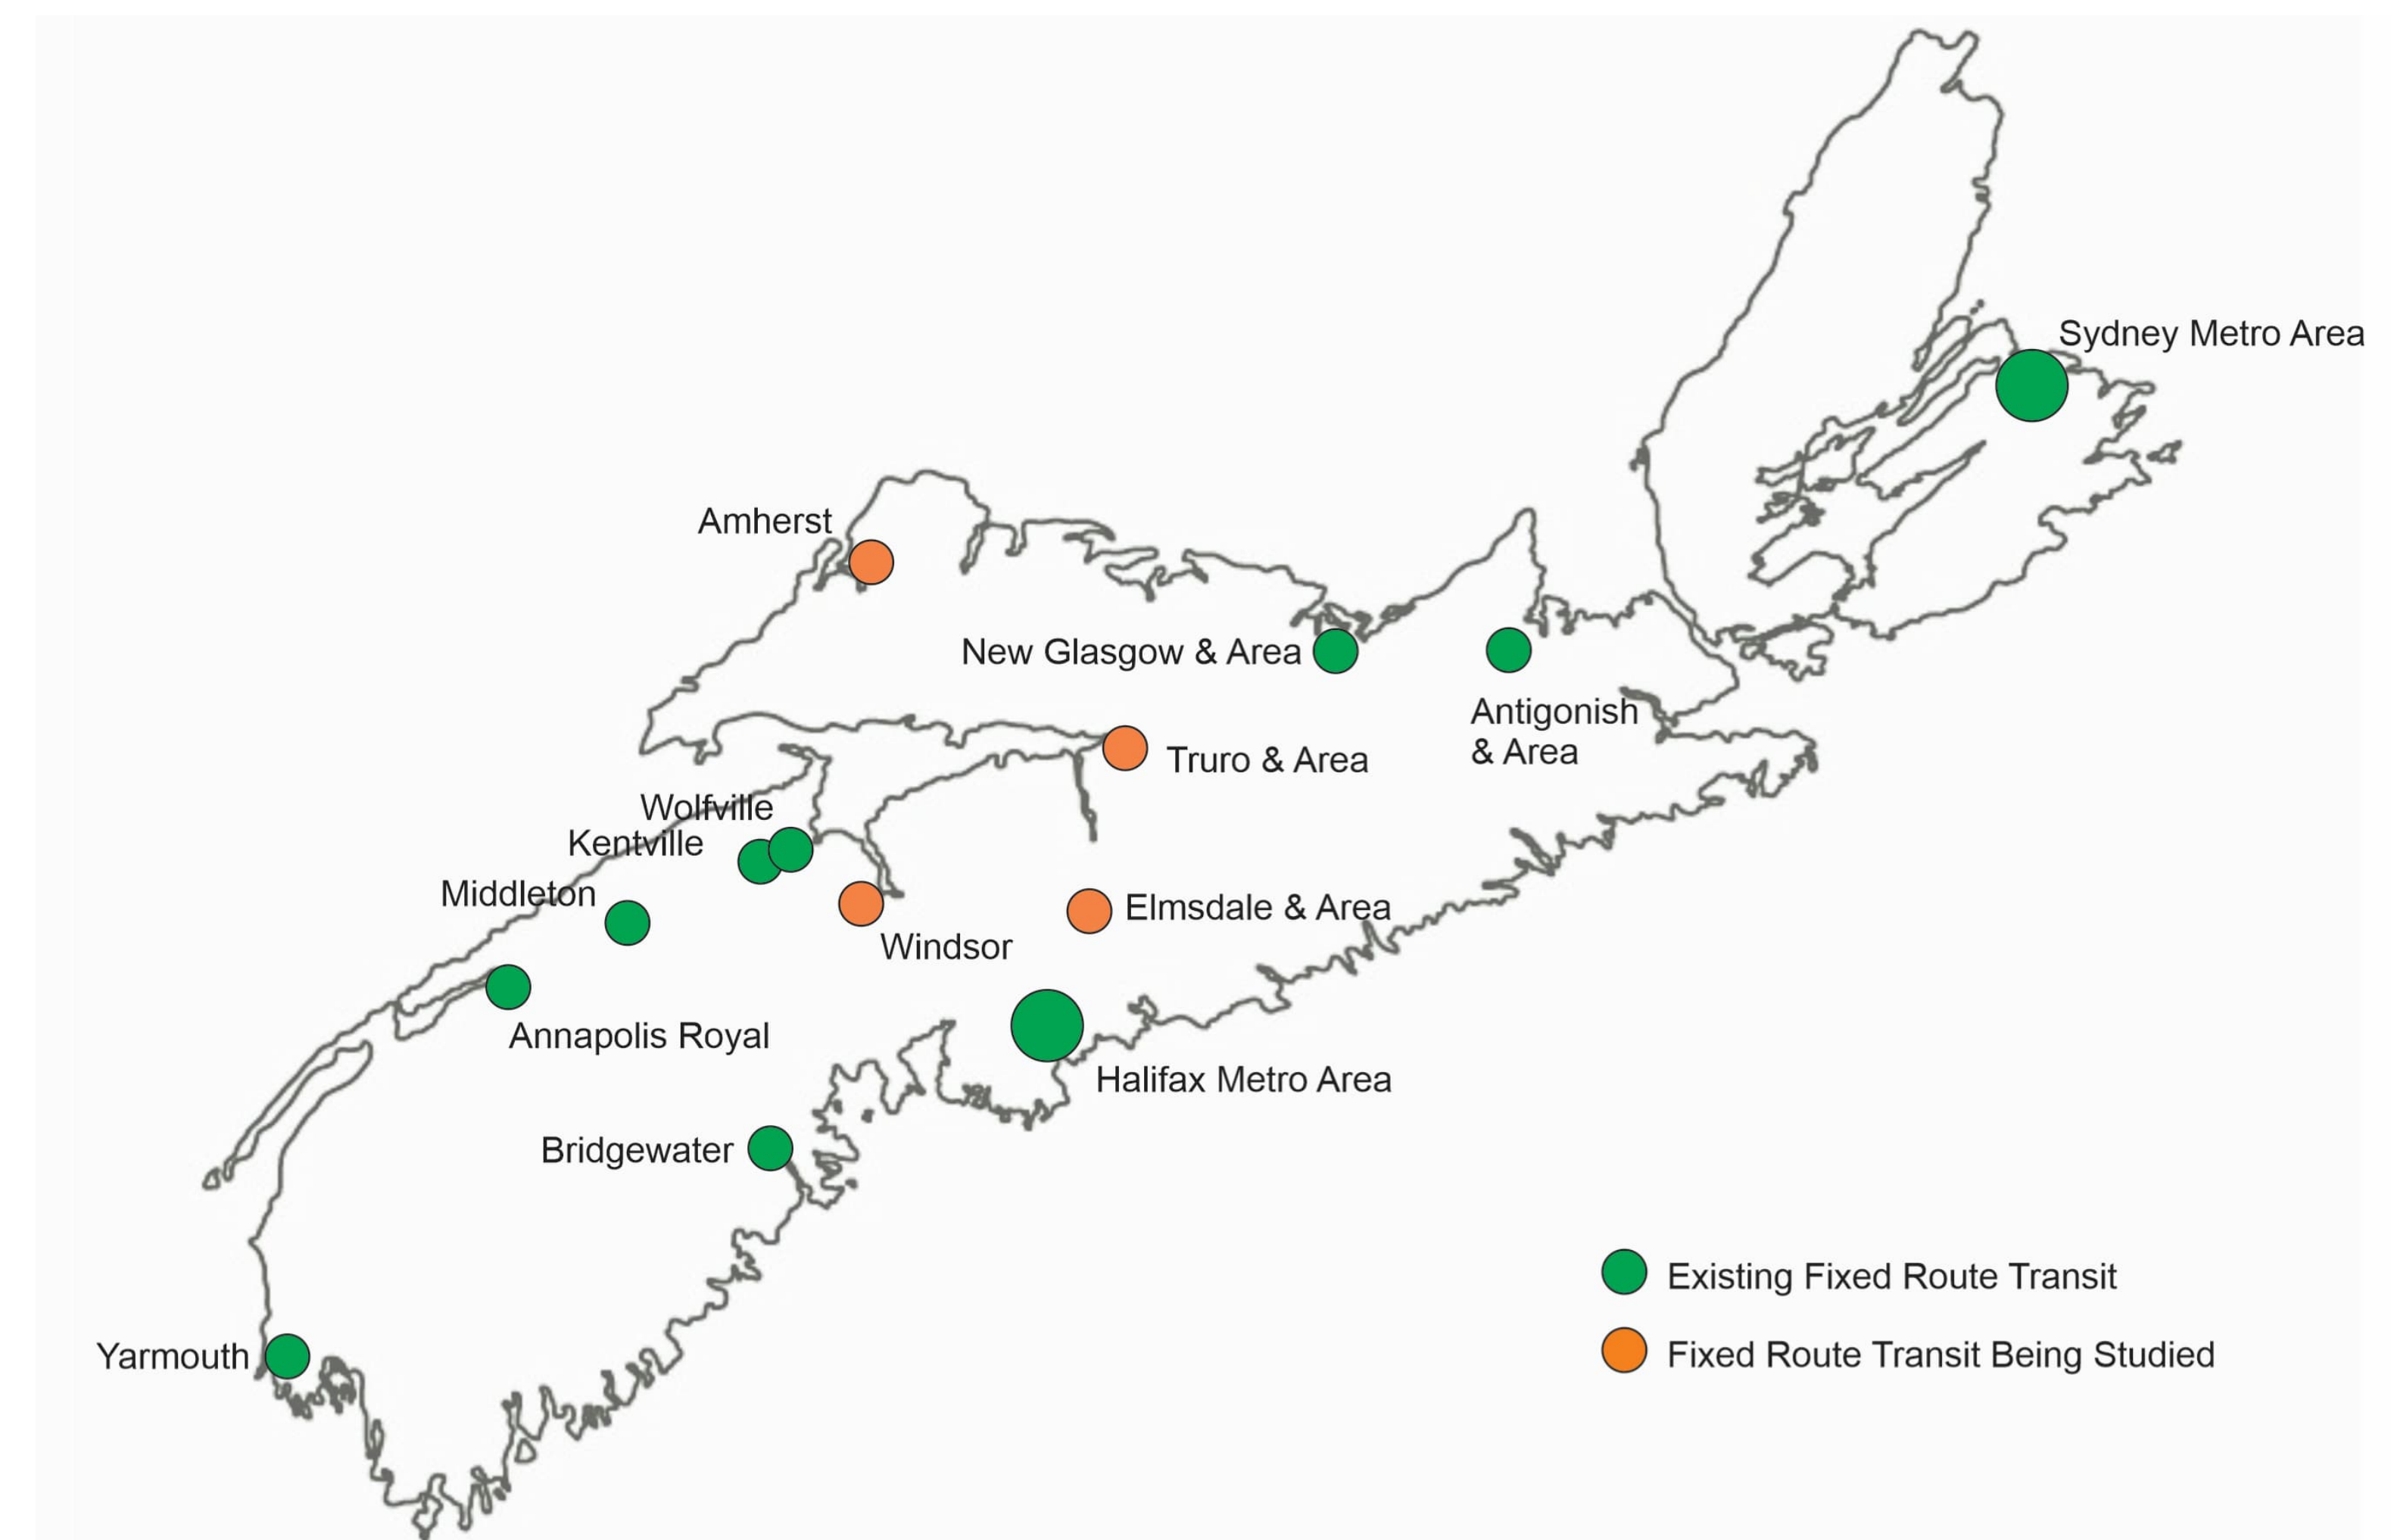 Sydney Metro Area
Amherst
New Glasgow & Area
Antigonish
& Area
Truro & Area
Wolfville
Kentville
Middleton
Elmsdale & Area
Windsor
Annapolis Royal
Halifax Metro Area
Bridgewater
Existing Fixed Route Transit
Yarmouth
Fixed Route Transit Being Studied